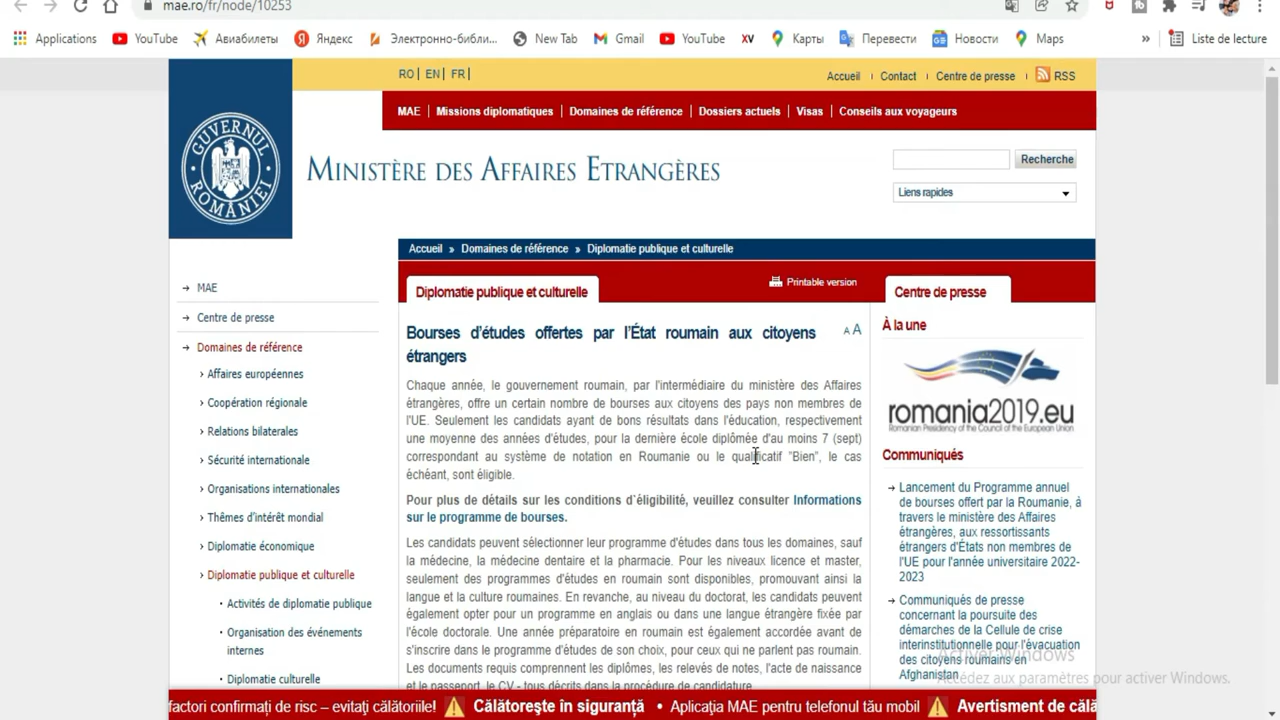 mae.ro/fr/node/10253
Applications
YouTube
Авиабилеты
Яндекс
Электронно-библи...
New Tab
Gmail
YouTube
XV
Карты
Перевести
Новости
Maps
»
Liste de lecture
RO | EN | FR |
Accueil | Contact | Centre de presse | RSS
MAE | Missions diplomatiques | Domaines de référence | Dossiers actuels | Visas | Conseils aux voyageurs
GUVERNUL ROMÂNIEI
Ministère des Affaires Etrangères
Recherche
Liens rapides
Accueil » Domaines de référence » Diplomatie publique et culturelle
MAE
Centre de presse
Domaines de référence
Affaires européennes
Coopération régionale
Relations bilaterales
Sécurité internationale
Organisations internationales
Thêmes d'intérêt mondial
Diplomatie économique
Diplomatie publique et culturelle
Activités de diplomatie publique
Organisation des événements
internes
Diplomatie culturelle
Diplomatie publique et culturelle
Printable version
Bourses d'études offertes par l'État roumain aux citoyens
étrangers
A A
Chaque année, le gouvernement roumain, par l'intermédiaire du ministère des Affaires
étrangères, offre un certain nombre de bourses aux citoyens des pays non membres de
l'UE. Seulement les candidats ayant de bons résultats dans l'éducation, respectivement
une moyenne des années d'études, pour la dernière école diplômée d'au moins 7 (sept)
correspondant au système de notation en Roumanie ou le qualificatif "Bien", le cas
échéant, sont éligible.
Pour plus de détails sur les conditions d`éligibilité, veuillez consulter Informations
sur le programme de bourses.
Les candidats peuvent sélectionner leur programme d'études dans tous les domaines, sauf
la médecine, la médecine dentaire et la pharmacie. Pour les niveaux licence et master,
seulement des programmes d'études en roumain sont disponibles, promouvant ainsi la
langue et la culture roumaines. En revanche, au niveau du doctorat, les candidats peuvent
également opter pour un programme en anglais ou dans une langue étrangère fixée par
l'école doctorale. Une année préparatoire en roumain est également accordée avant de
s'inscrire dans le programme d'études de son choix, pour ceux qui ne parlent pas roumain.
Les documents requis comprennent les diplômes, les relevés de notes, l'acte de naissance
et le passeport, le CV - tous décrits dans la procédure de candidature.
Centre de presse
À la une
romania2019.eu
Romanian Presidency of the Council of the European Union
Communiqués
Lancement du Programme annuel
de bourses offert par la Roumanie, à
travers le ministère des Affaires
étrangères, aux ressortissants
étrangers d'États non membres de
l'UE pour l'année universitaire 2022-
2023
Communiqués de presse
concernant la poursuite des
démarches de la Cellule de crise
interinstitutionnelle pour l'évacuation
des citoyens roumains en
Afghanistan
Activer Windows
Accédez aux paramètres pour activer Windows.
factori confirmați de risc – evitați călătoriile! Călătorește în siguranță • Aplicația MAE pentru telefonul tău mobil Avertisment de călă